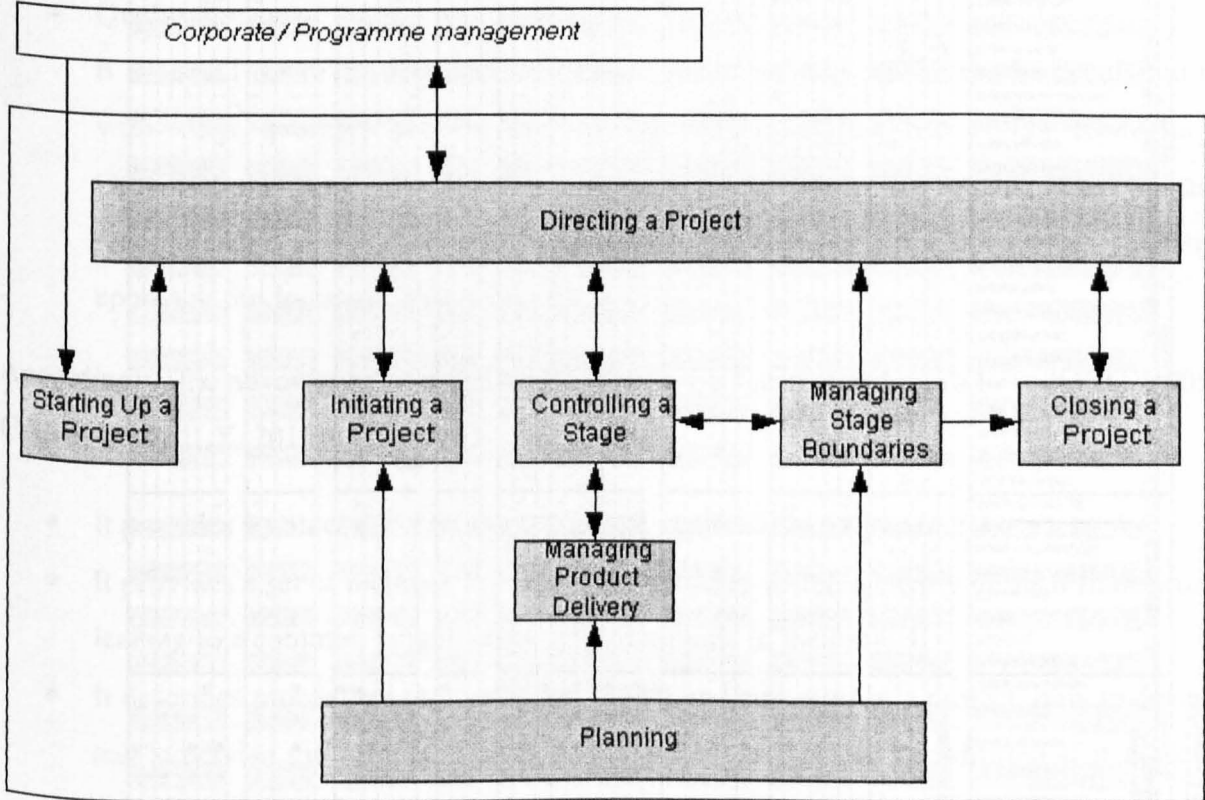 Corporate / Programme management
Directing a Project
Starting Up a
Project
Initiating a
Project
Controlling a
Stage
Managing
Stage
Boundaries
Closing a
Project
Managing
Product
Delivery
Planning